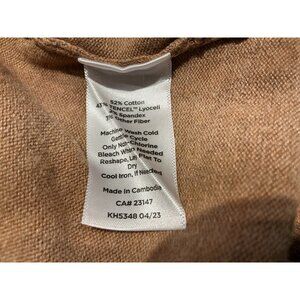 52% Cotton
TENCEL™ Lyocell
Spandex
Other Fiber
Machine Wash Cold
Gentle Cycle
Only Non-Chlorine
Bleach When Needed
Reshape, Lay Flat To
Dry
Cool Iron, If Needed
Made in Cambodia
CA# 23147
KH5348 04/23